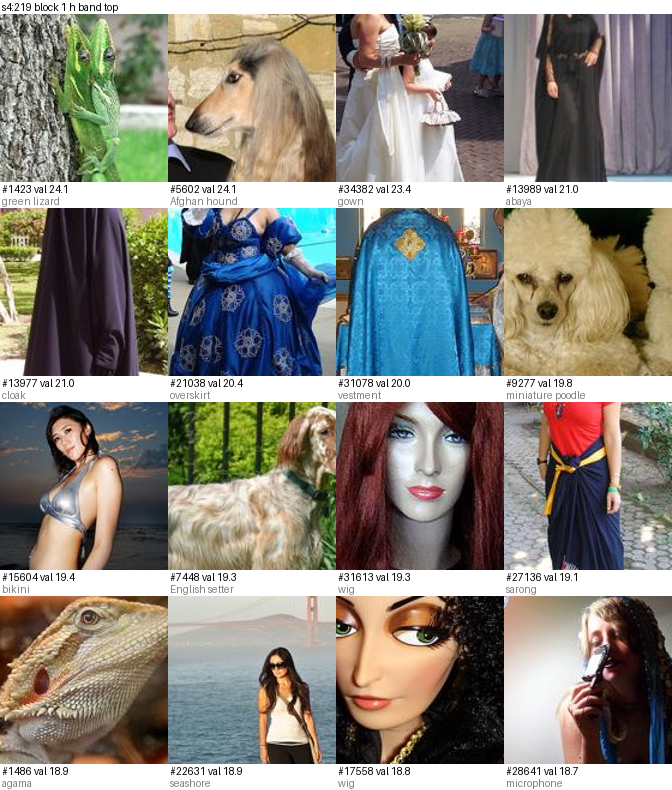 s4:219 block 1 h band top
#1423 val 24.1
green lizard
#5602 val 24.1
Afghan hound
#34382 val 23.4
gown
#13989 val 21.0
abaya
#13977 val 21.0
cloak
#21038 val 20.4
overskirt
#31078 val 20.0
vestment
#9277 val 19.8
miniature poodle
#15604 val 19.4
bikini
#7448 val 19.3
English setter
#31613 val 19.3
wig
#27136 val 19.1
sarong
#1486 val 18.9
agama
#22631 val 18.9
seashore
#17558 val 18.8
wig
#28641 val 18.7
microphone